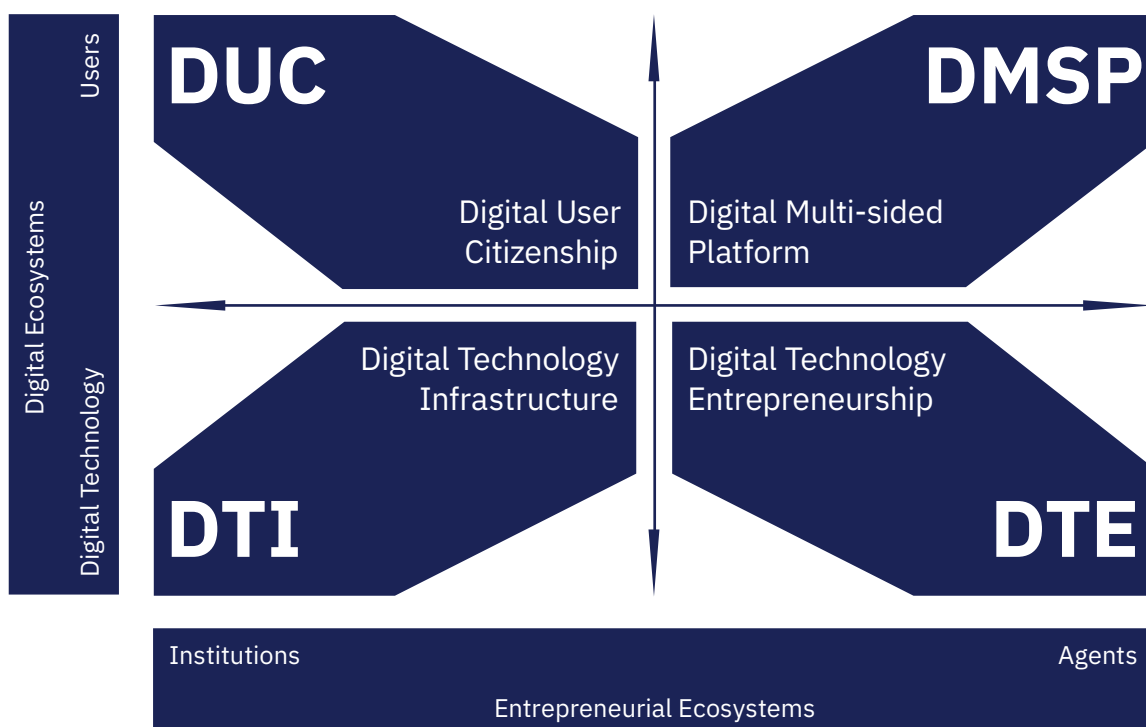 Users
Digital Ecosystems
Digital Technology
DUC
Digital User
Citizenship
DMSP
Digital Multi-sided
Platform
Digital Technology
Infrastructure
DTI
Digital Technology
Entrepreneurship
DTE
Institutions
Agents
Entrepreneurial Ecosystems